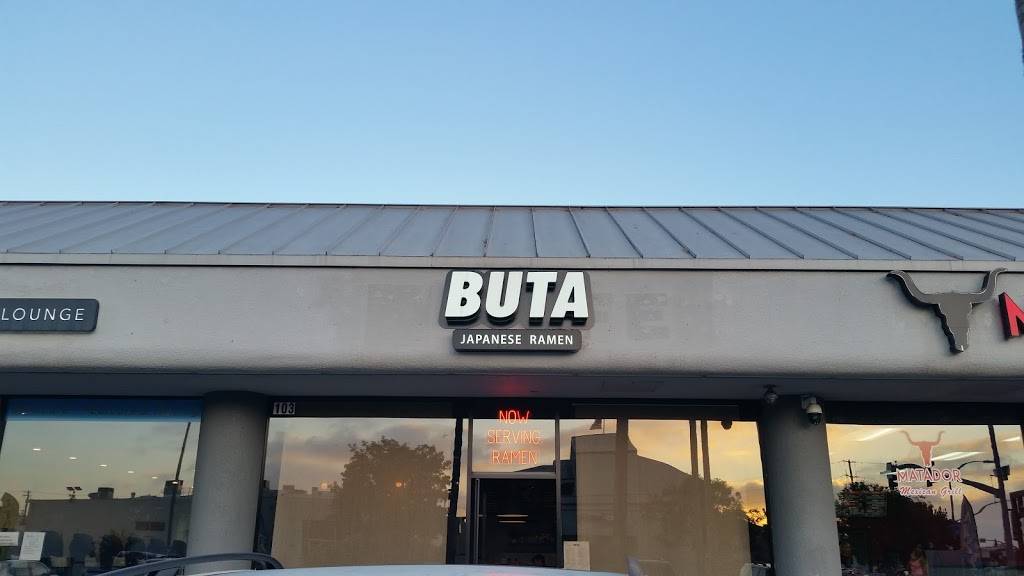 LOUNGE
BUTA
JAPANESE RAMEN
M
103
NOW
SERVING
RAMEN
MATADOR
Mexican Grill